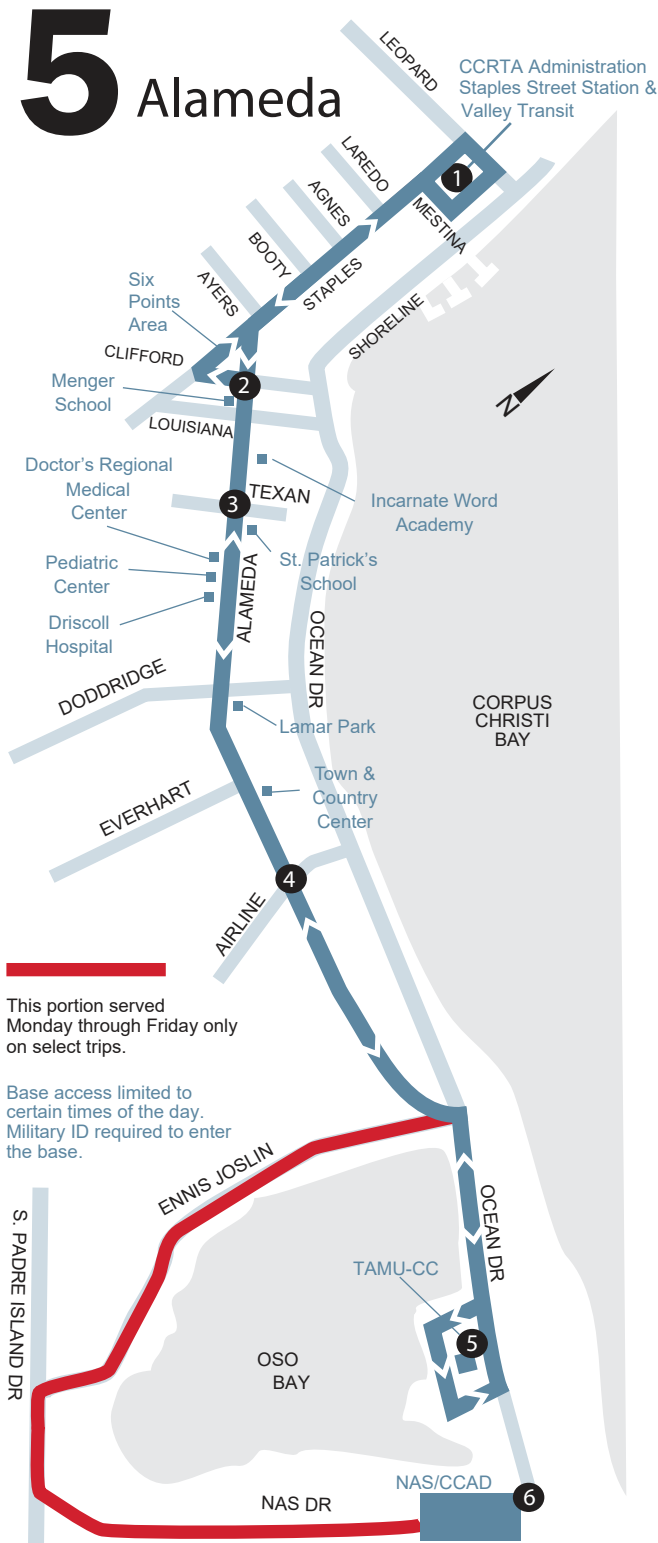 5 Alameda
LEOPARD
CCRTA Administration
Staples Street Station &
Valley Transit
LAREDO
1
AGNES
MESTINA
BOOTY
STAPLES
AYERS
Six
Points
Area
SHORELINE
CLIFFORD
N
2
Menger
School
LOUISIANA
Doctor's Regional
Medical
Center
TEXAN
3
Incarnate Word
Academy
Pediatric
Center
St. Patrick's
School
ALAMEDA
Driscoll
Hospital
OCEAN DR
DODDRIDGE
CORPUS
CHRISTI
BAY
Lamar Park
Town &
Country
Center
EVERHART
4
AIRLINE
This portion served
Monday through Friday only
on select trips.
Base access limited to
certain times of the day.
Military ID required to enter
the base.
ENNIS JOSLIN
OCEAN DR
S. PADRE ISLAND DR
TAMU-CC
5
OSO
BAY
NAS/CCAD
6
NAS DR